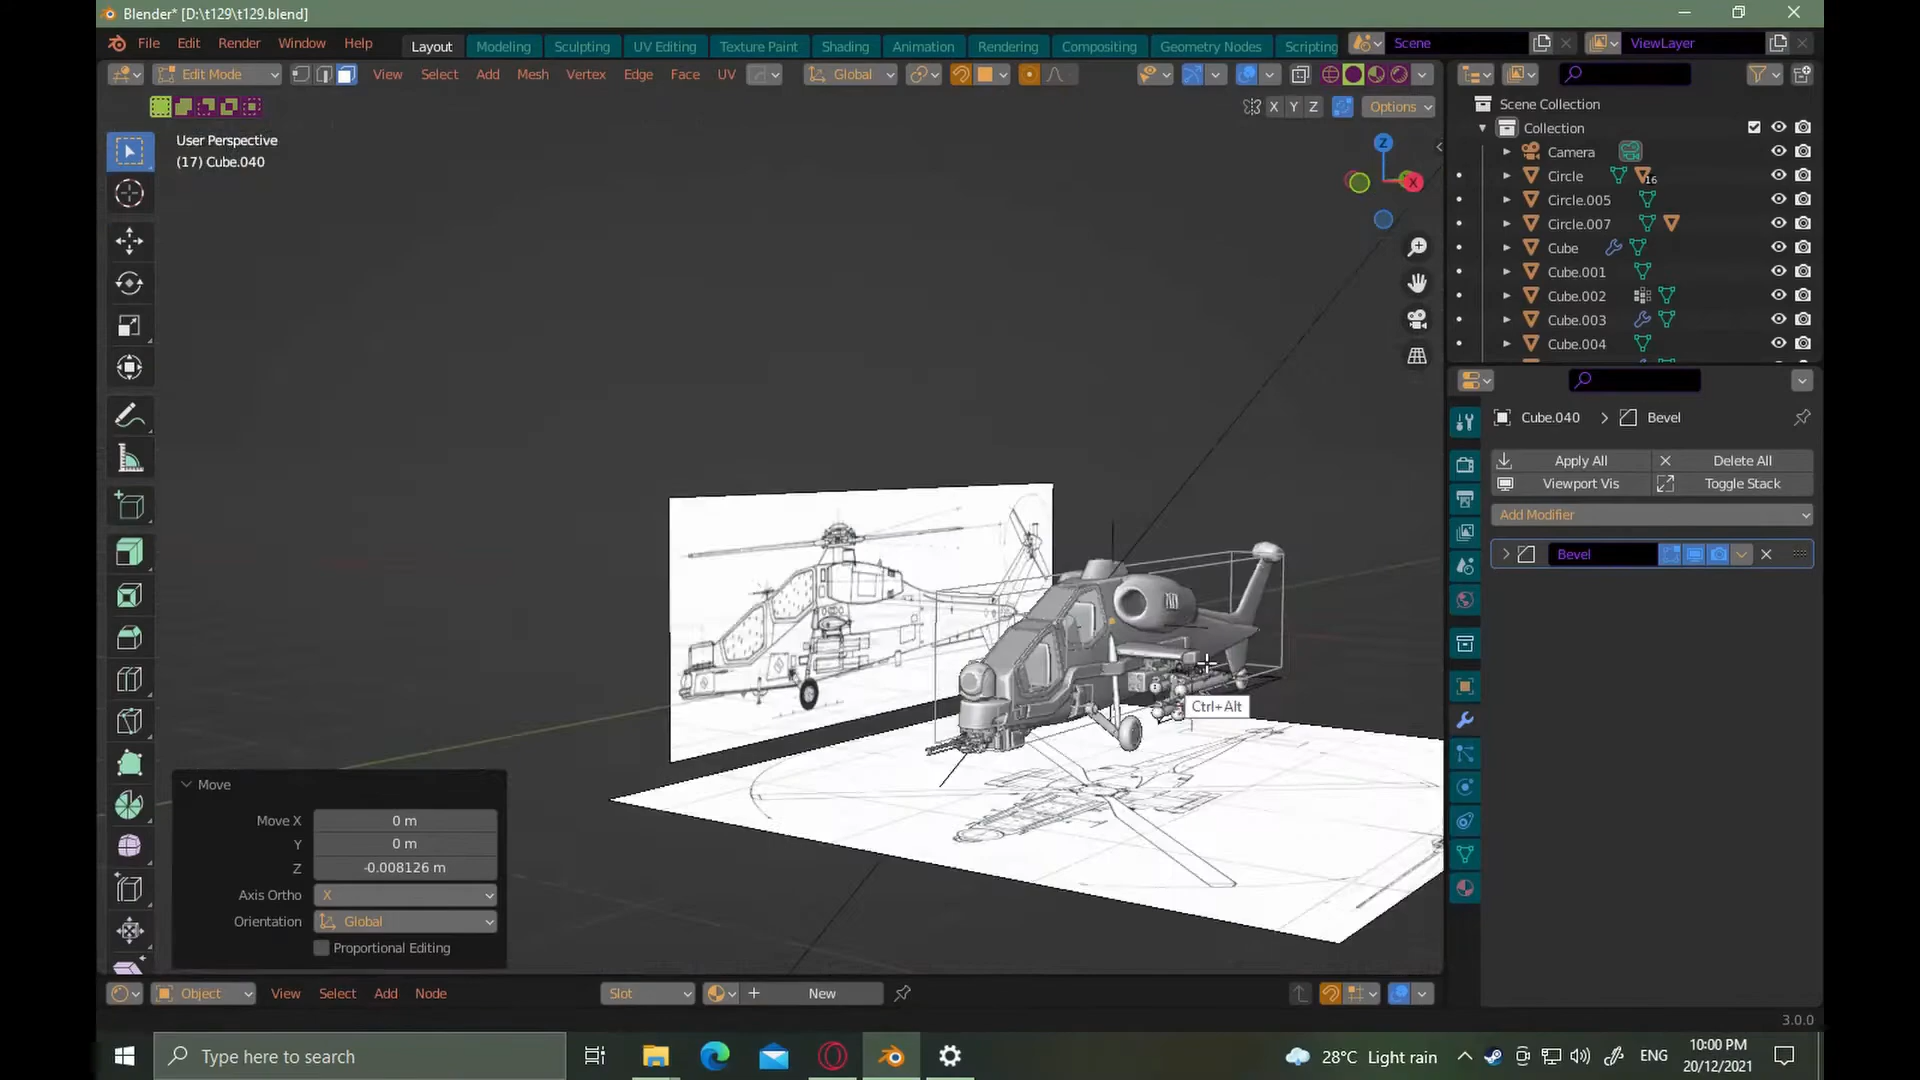 Blender* [D:\t129\t129.blend]
File Edit Render Window Help Layout Modeling Sculpting UV Editing Texture Paint Shading Animation Rendering Compositing Geometry Nodes Scripting Scene ViewLayer
Edit Mode View Select Add Mesh Vertex Edge Face UV Global
X Y Z Options
User Perspective
(17) Cube.040
Z
X
Scene Collection
Collection
Camera
Circle 16
Circle.005
Circle.007
Cube
Cube.001
Cube.002
Cube.003
Cube.004
Cube.040 Bevel
Apply All Delete All
Viewport Vis Toggle Stack
Add Modifier
Bevel
Ctrl+Alt
Move
Move X 0 m
Y 0 m
Z -0.008126 m
Axis Ortho X
Orientation Global
Proportional Editing
Object View Select Add Node Slot New
3.0.0
Type here to search
28°C Light rain
ENG
10:00 PM
20/12/2021